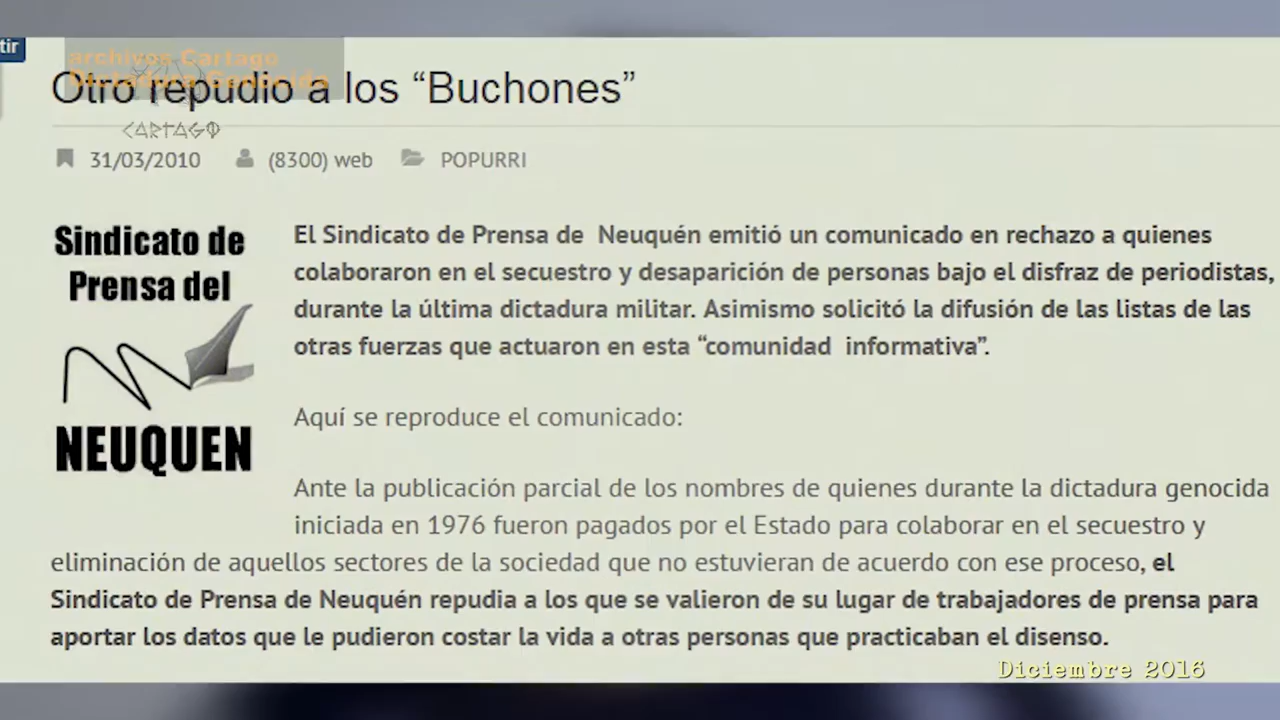 tir
archivos Cartago
Dictadura Genocida
Otro repudio a los “Buchones”
CARTAGO
31/03/2010 (8300) web POPURRI
Sindicato de
Prensa del
NEUQUEN
El Sindicato de Prensa de Neuquén emitió un comunicado en rechazo a quienes
colaboraron en el secuestro y desaparición de personas bajo el disfraz de periodistas,
durante la última dictadura militar. Asimismo solicitó la difusión de las listas de las
otras fuerzas que actuaron en esta “comunidad informativa”.
Aquí se reproduce el comunicado:
Ante la publicación parcial de los nombres de quienes durante la dictadura genocida
iniciada en 1976 fueron pagados por el Estado para colaborar en el secuestro y
eliminación de aquellos sectores de la sociedad que no estuvieran de acuerdo con ese proceso, el
Sindicato de Prensa de Neuquén repudia a los que se valieron de su lugar de trabajadores de prensa para
aportar los datos que le pudieron costar la vida a otras personas que practicaban el disenso.
Diciembre 2016